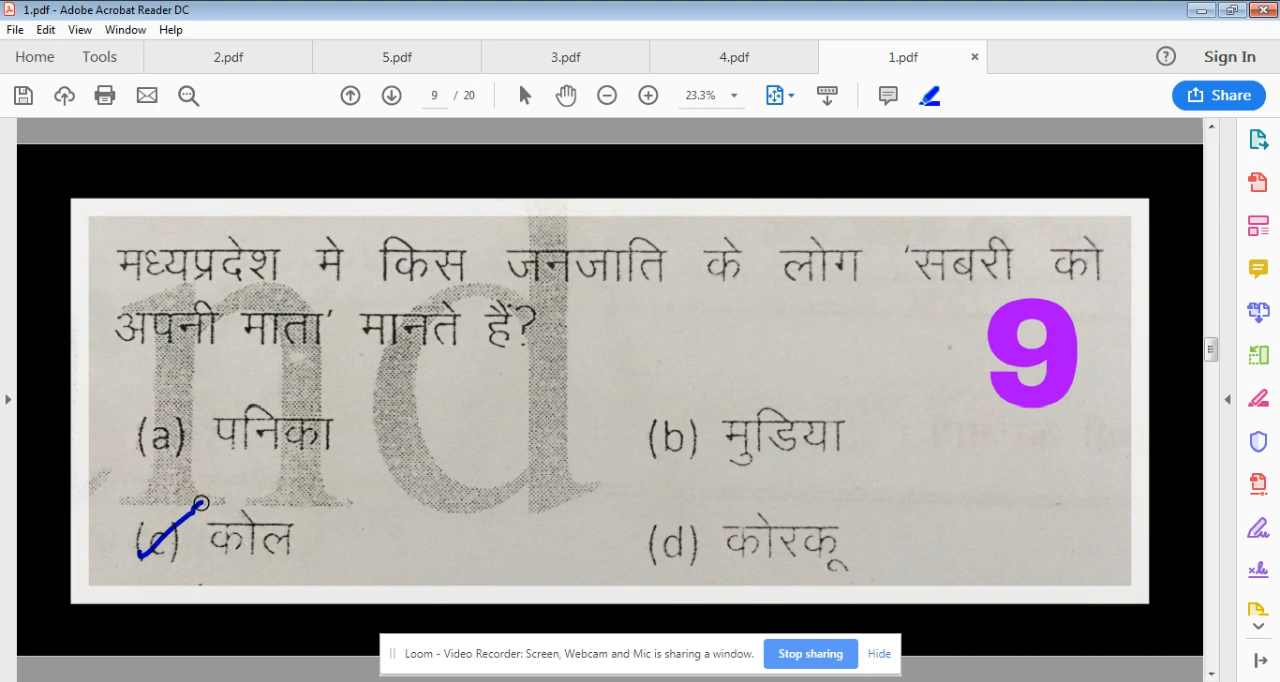 1.pdf - Adobe Acrobat Reader DC
File Edit View Window Help
Home Tools 2.pdf 5.pdf 3.pdf 4.pdf 1.pdf × ? Sign In
9 / 20 23.3% Share
मध्यप्रदेश मे किस जनजाति के लोग 'सबरी को
अपनी माता' मानते हैं?
9
(a) पनिका (b) मुडिया
(c) कोल (d) कोरकू
nd
Loom - Video Recorder: Screen, Webcam and Mic is sharing a window. Stop sharing Hide